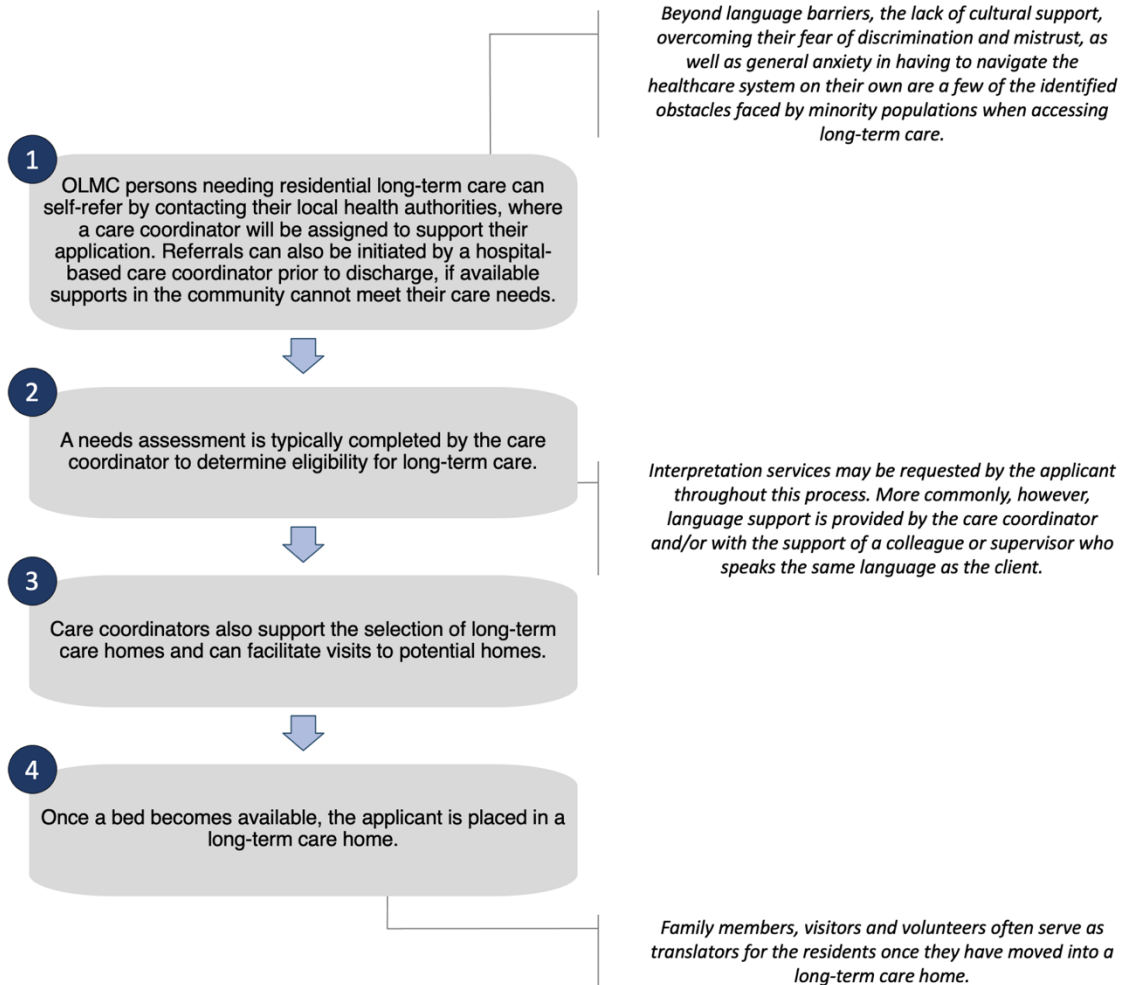 Beyond language barriers, the lack of cultural support,
overcoming their fear of discrimination and mistrust, as
well as general anxiety in having to navigate the
healthcare system on their own are a few of the identified
obstacles faced by minority populations when accessing
long-term care.
1
OLMC persons needing residential long-term care can
self-refer by contacting their local health authorities, where
a care coordinator will be assigned to support their
application. Referrals can also be initiated by a hospital-
based care coordinator prior to discharge, if available
supports in the community cannot meet their care needs.
2
A needs assessment is typically completed by the care
coordinator to determine eligibility for long-term care.
Interpretation services may be requested by the applicant
throughout this process. More commonly, however,
language support is provided by the care coordinator
and/or with the support of a colleague or supervisor who
speaks the same language as the client.
3
Care coordinators also support the selection of long-term
care homes and can facilitate visits to potential homes.
4
Once a bed becomes available, the applicant is placed in a
long-term care home.
Family members, visitors and volunteers often serve as
translators for the residents once they have moved into a
long-term care home.